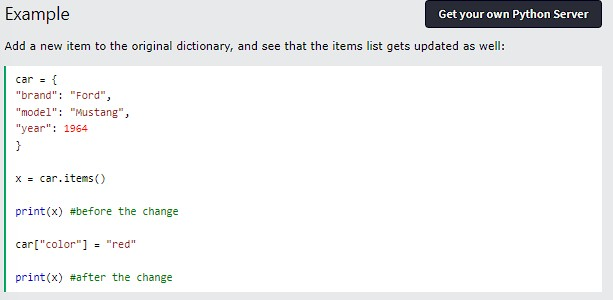 Example
Get your own Python Server
Add a new item to the original dictionary, and see that the items list gets updated as well:
car = {
"brand": "Ford",
"model": "Mustang",
"year": 1964
}
x = car.items()
print(x) #before the change
car["color"] = "red"
print(x) #after the change